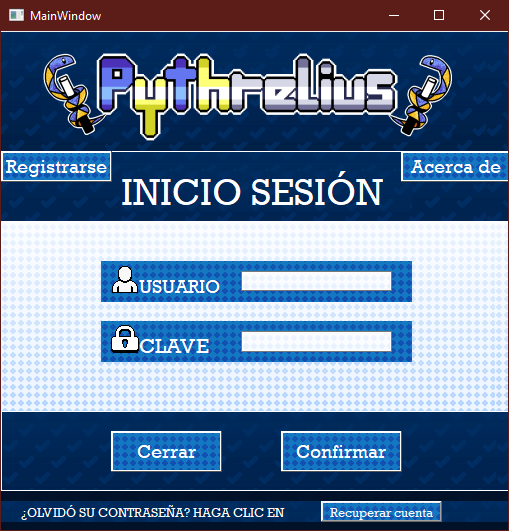 MainWindow
Pythrelius
Registrarse
Acerca de
INICIO SESIÓN
USUARIO
CLAVE
Cerrar
Confirmar
¿OLVIDÓ SU CONTRASEÑA? HAGA CLIC EN
Recuperar cuenta